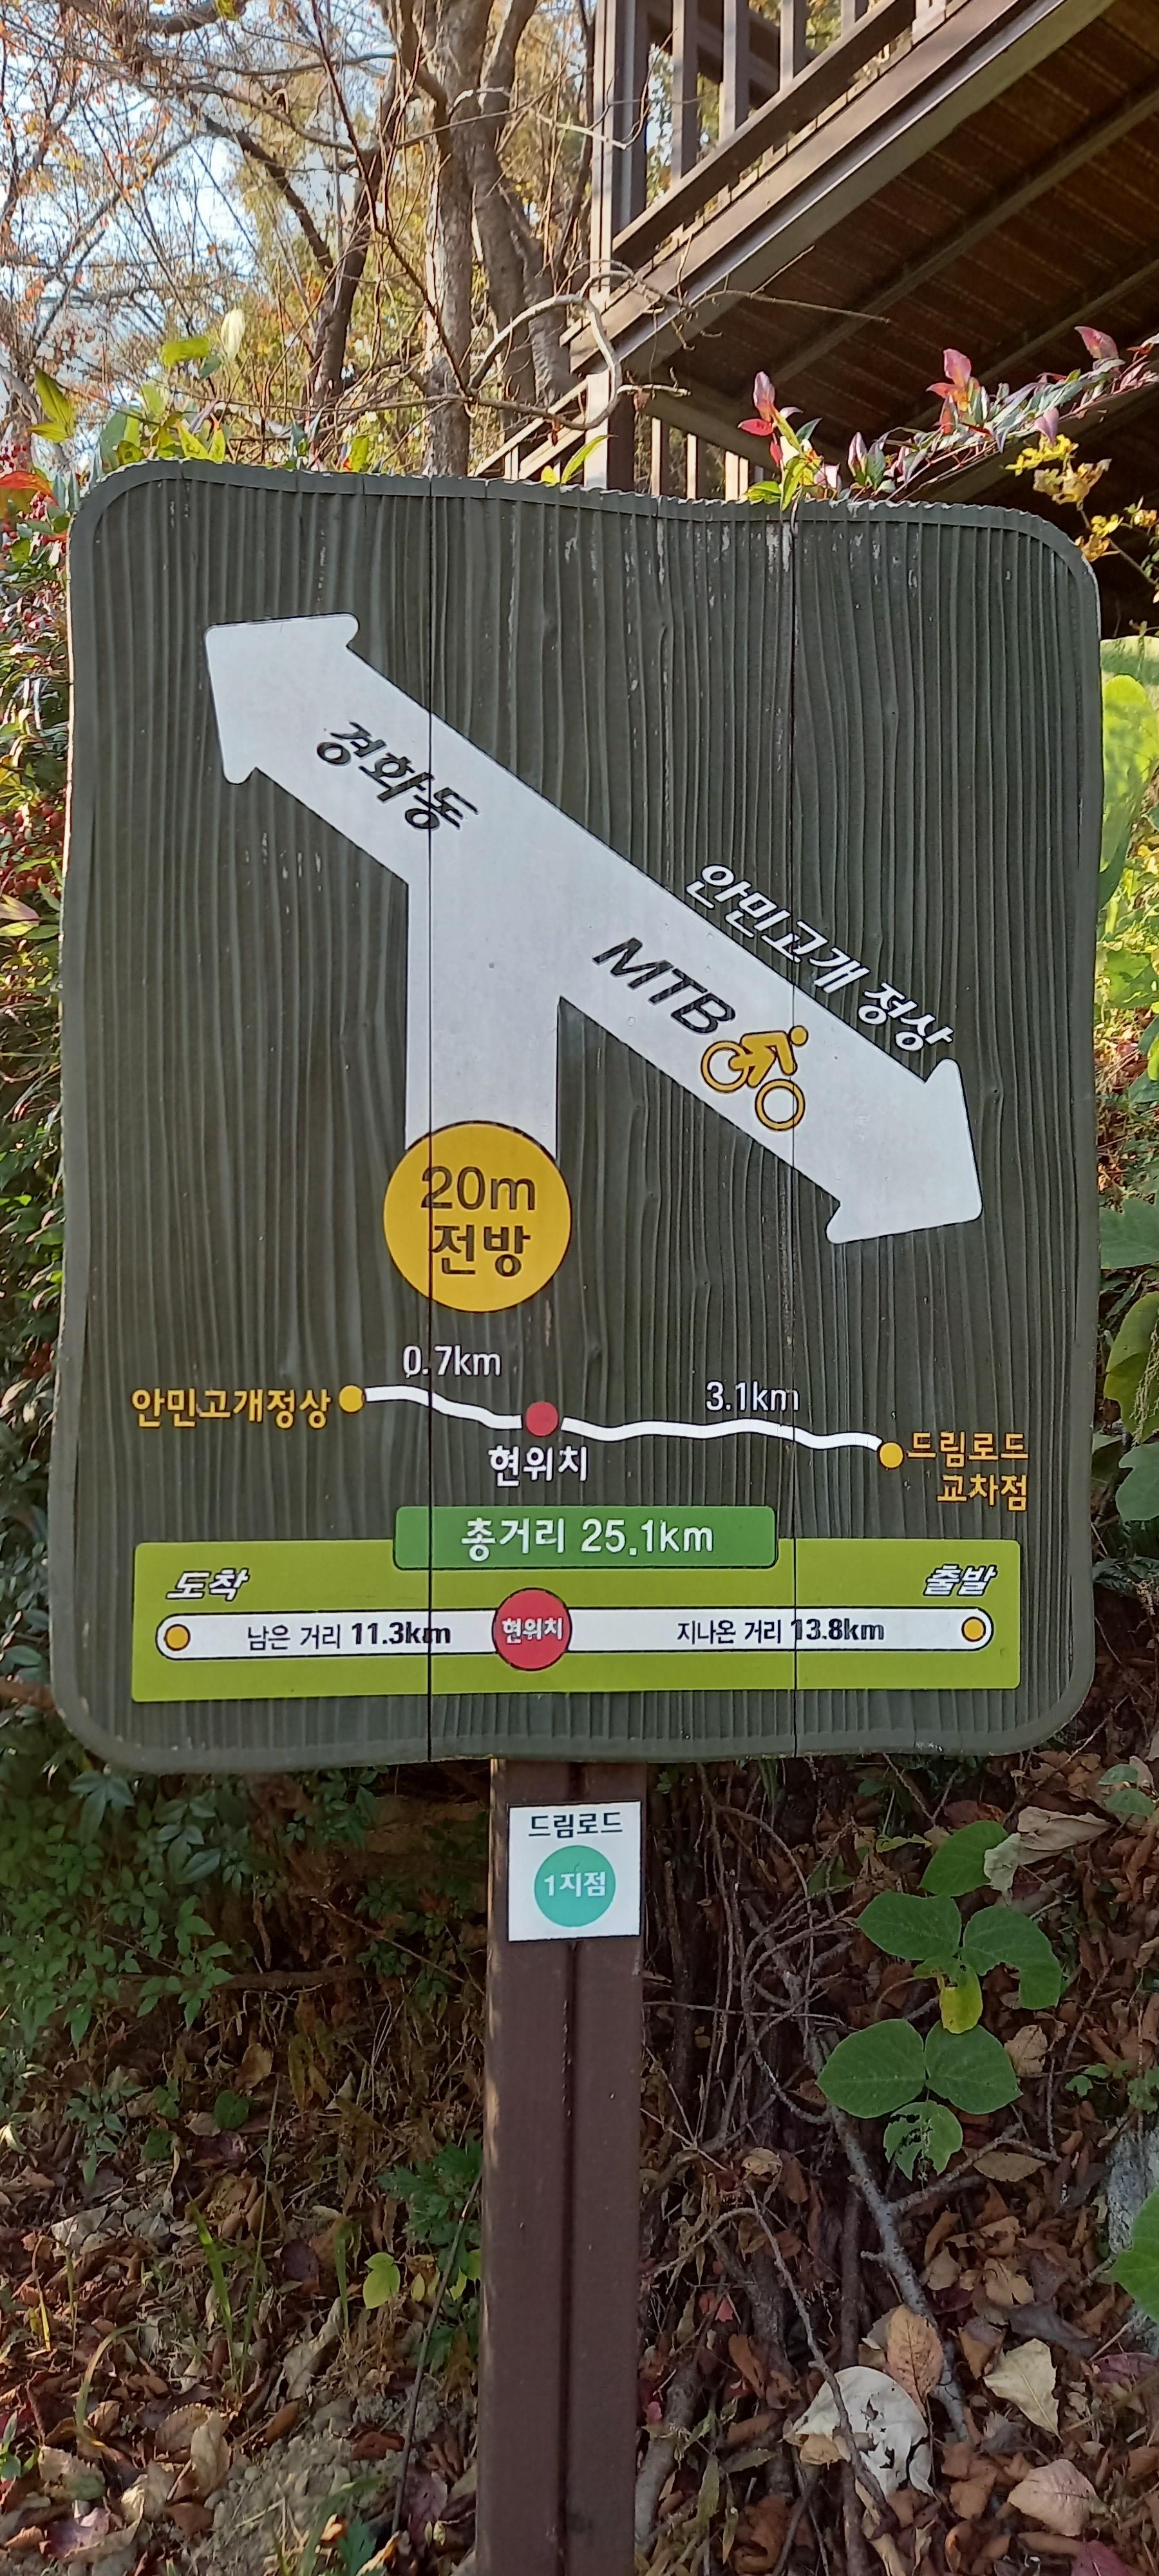 경화동
안민고개 정상
MTB
20m
전방
0.7km
3.1km
안민고개정상
현위치
드림로드
교차점
총거리 25.1km
도착
출발
남은 거리 11.3km
현위치
지나온 거리 13.8km
드림로드
1지점